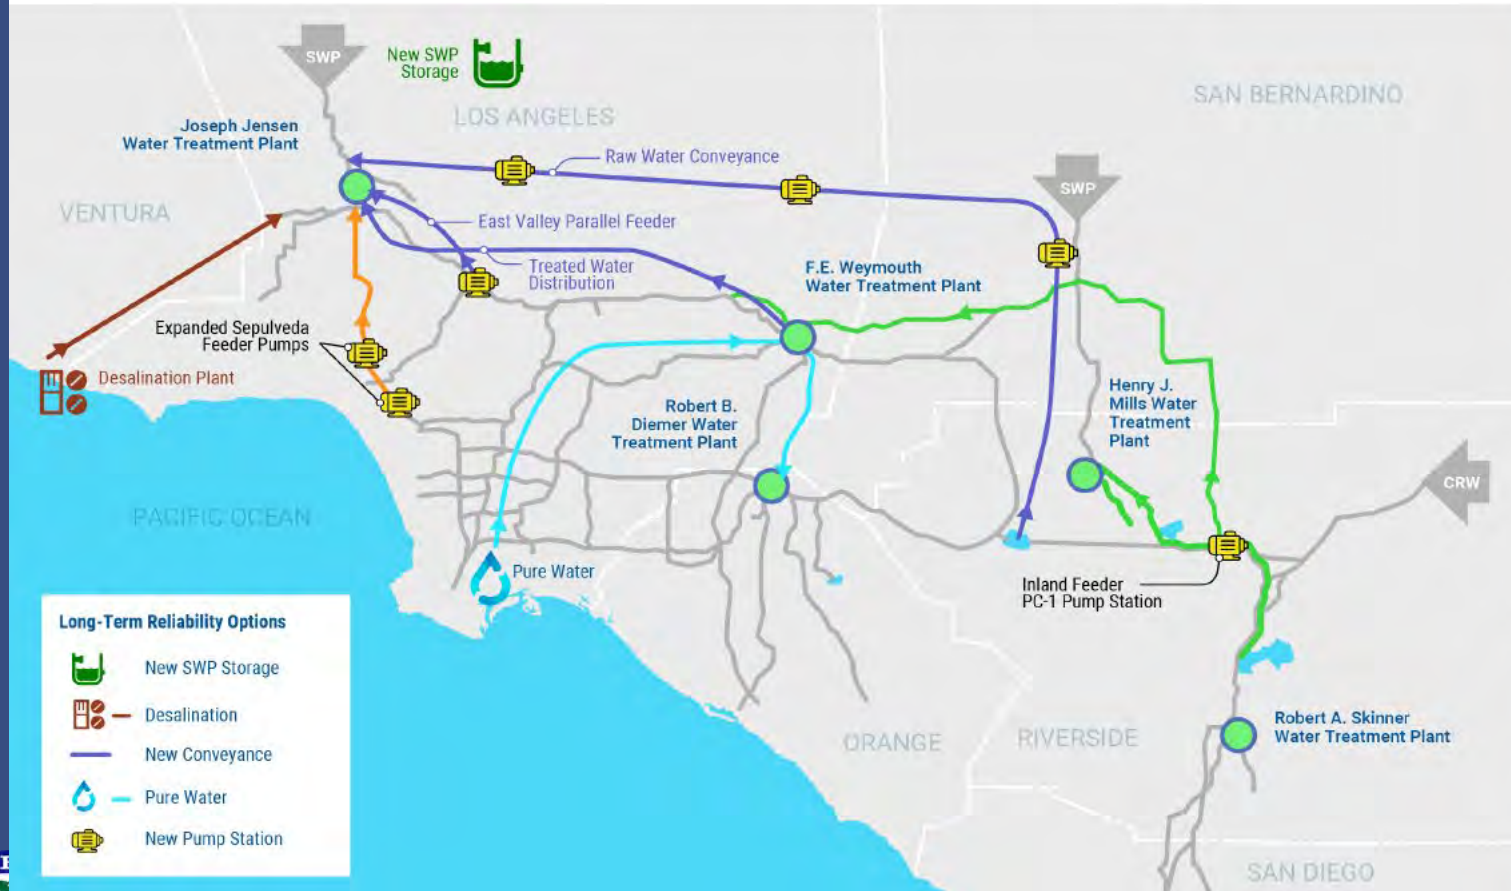 SWP
New SWP
Storage
LOS ANGELES
SAN BERNARDINO
Joseph Jensen
Water Treatment Plant
Raw Water Conveyance
SWP
VENTURA
East Valley Parallel Feeder
Treated Water
Distribution
F.E. Weymouth
Water Treatment Plant
Expanded Sepulveda
Feeder Pumps
Desalination Plant
Robert B.
Diemer Water
Treatment Plant
Henry J.
Mills Water
Treatment
Plant
CRW
PACIFIC OCEAN
Pure Water
Inland Feeder
PC-1 Pump Station
Long-Term Reliability Options
New SWP Storage
Desalination
New Conveyance
Pure Water
New Pump Station
ORANGE
RIVERSIDE
Robert A. Skinner
Water Treatment Plant
SAN DIEGO